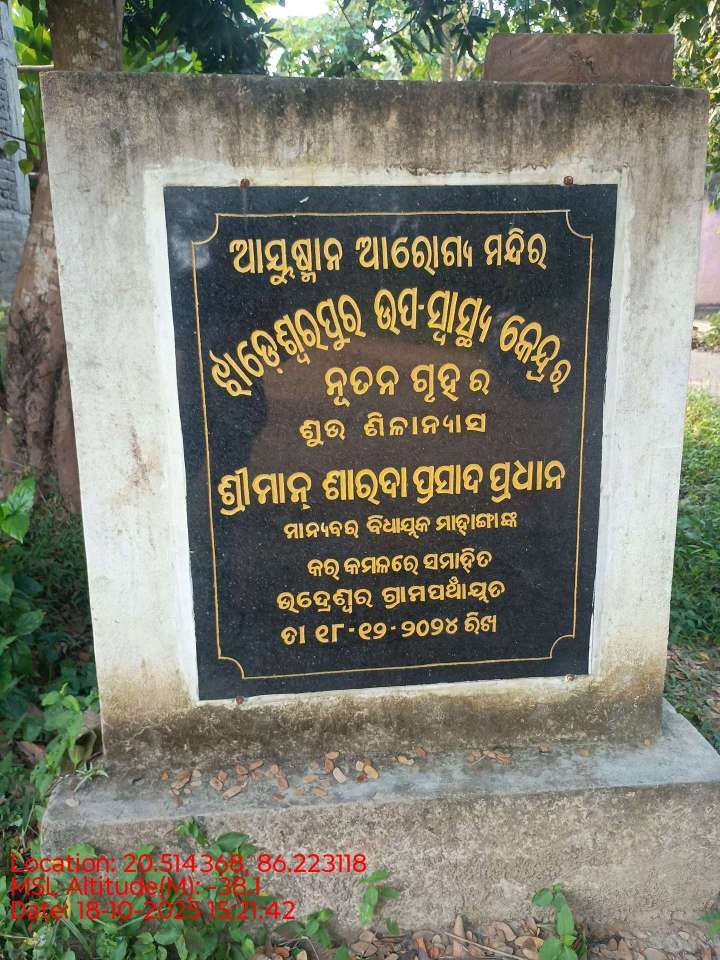 ଆୟୁଷ୍ମାନ ଆରୋଗ୍ୟ ମନ୍ଦିର
ଝାଡ଼େଶ୍ୱରପୁର ଉପ-ସ୍ୱାସ୍ଥ୍ୟ କେନ୍ଦ୍ରର
ନୂତନ ଗୃହ ର
ଶୁଭ ଶିଳାନ୍ୟାସ
ଶ୍ରୀମାନ୍ ଶାରଦା ପ୍ରସାଦ ପ୍ରଧାନ
ମାନ୍ୟବର ବିଧାୟକ ମାହାଙ୍ଗାଙ୍କ
କର କମଳରେ ସମାହିତ
ଭଦ୍ରେଶ୍ୱର ଗ୍ରାମପଞ୍ଚାୟତ
ତା ୧୮-୧୨-୨୦୨୪ ରିଖ
Location: 20.514368, 86.223118
MSL Altitude(M): -38.1
Date: 18-10-2025 15:21:42